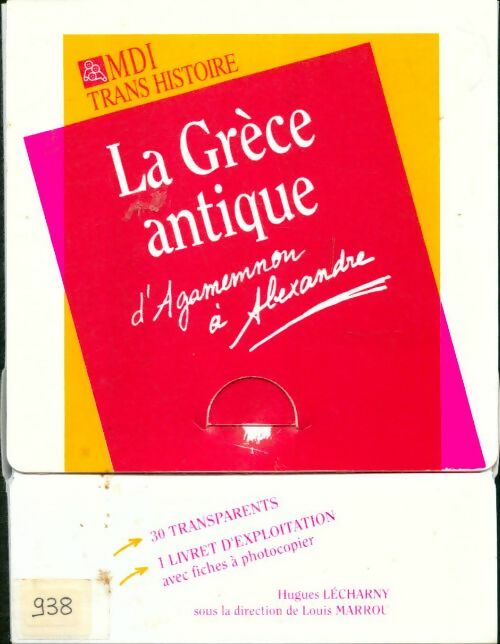 MDI
TRANS HISTOIRE
La Grèce
antique
d'Agamemnon
à Alexandre
30 TRANSPARENTS
1 LIVRET D'EXPLOITATION
avec fiches à photocopier
Hugues LÉCHARNY
sous la direction de Louis MARROU
938